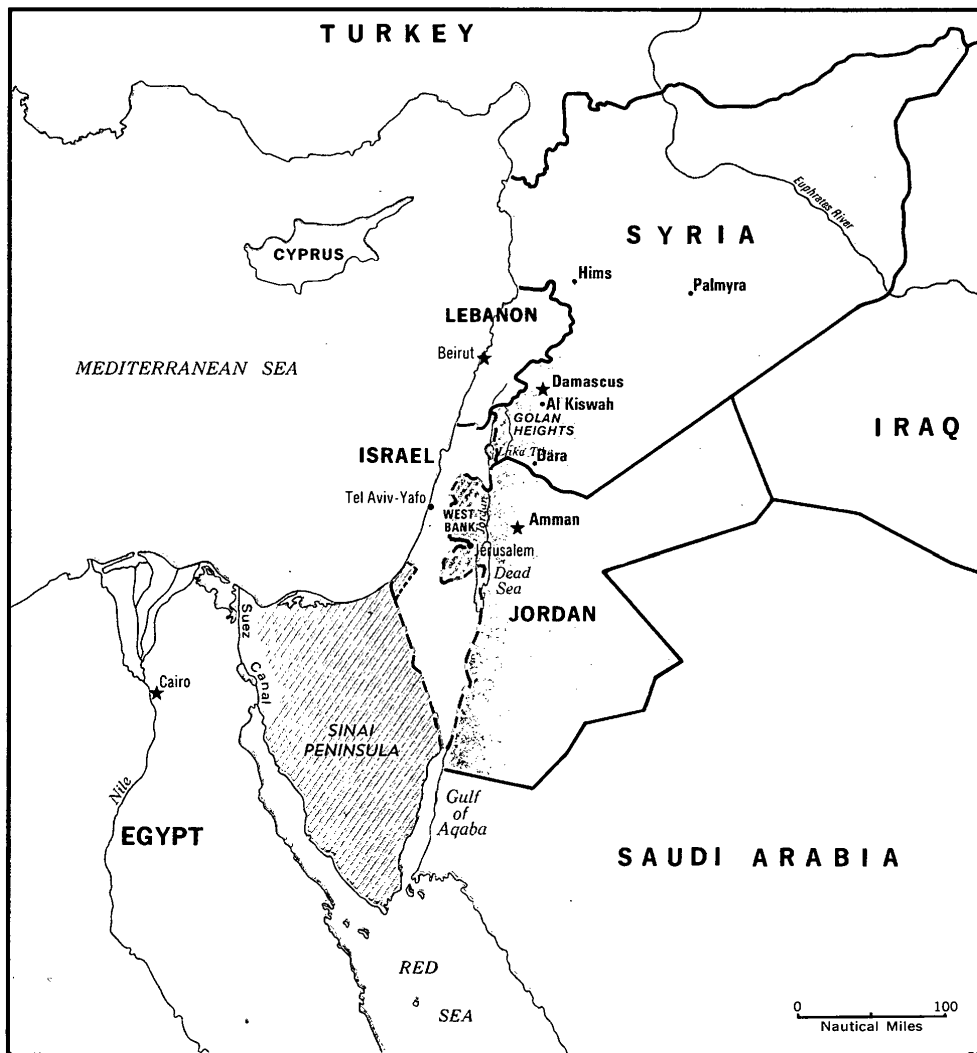 TURKEY
Euphrates River
SYRIA
CYPRUS
Hims
Palmyra
LEBANON
Beirut
MEDITERRANEAN SEA
Damascus
Al Kiswah
GOLAN
HEIGHTS
IRAQ
ISRAEL
Lake
Dara
Tel Aviv-Yafo
WEST
BANK
Jordan
Amman
Jerusalem
Dead
Sea
JORDAN
Suez
Canal
Cairo
SINAI
PENINSULA
Nile
Gulf
of
Aqaba
EGYPT
SAUDI ARABIA
RED
SEA
0 100
Nautical Miles